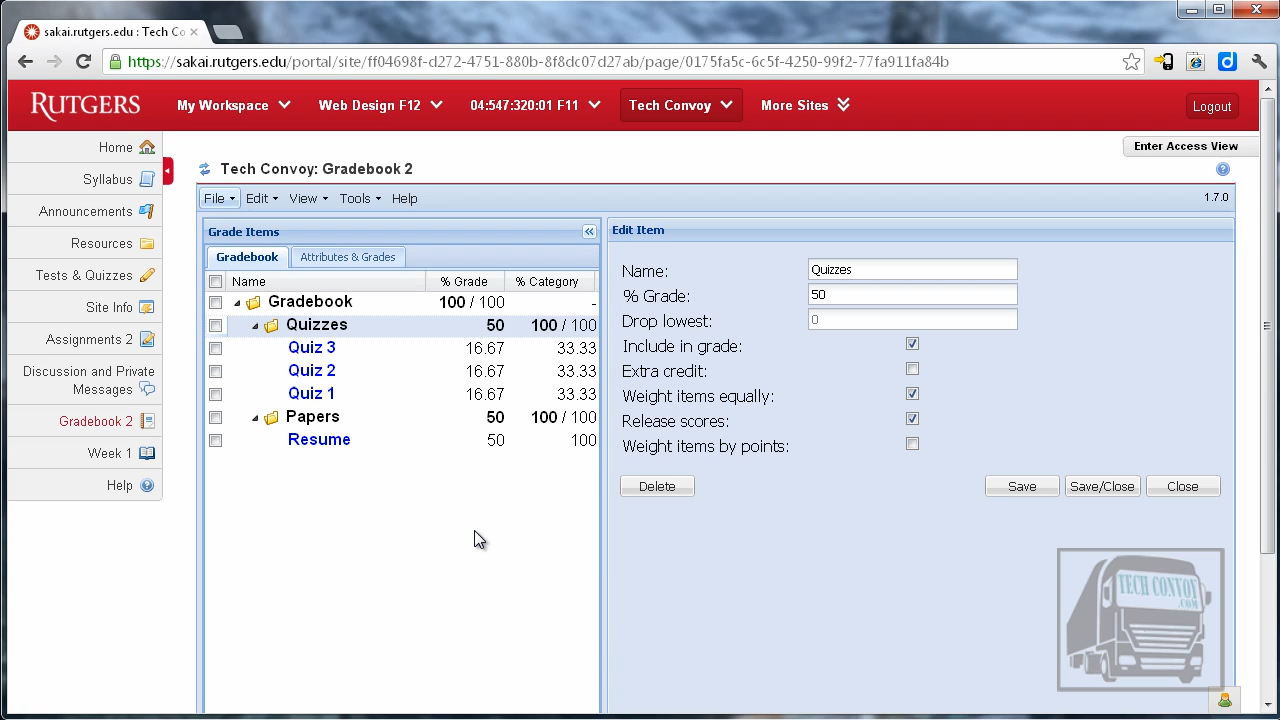 sakai.rutgers.edu : Tech Co
https://sakai.rutgers.edu/portal/site/ff04698f-d272-4751-880b-8f8dc07d27ab/page/0175fa5c-6c5f-4250-99f2-77fa911fa84b
RUTGERS My Workspace Web Design F12 04:547:320:01 F11 Tech Convoy More Sites Logout
Enter Access View
Home
Syllabus
Announcements
Resources
Tests & Quizzes
Site Info
Assignments 2
Discussion and Private
Messages
Gradebook 2
Week 1
Help
Tech Convoy: Gradebook 2
File Edit View Tools Help 1.7.0
Grade Items
Gradebook Attributes & Grades
Name % Grade % Category
Gradebook 100 / 100 -
Quizzes 50 100 / 100
Quiz 3 16.67 33.33
Quiz 2 16.67 33.33
Quiz 1 16.67 33.33
Papers 50 100 / 100
Resume 50 100
Edit Item
Name: Quizzes
% Grade: 50
Drop lowest: 0
Include in grade:
Extra credit:
Weight items equally:
Release scores:
Weight items by points:
Delete Save Save/Close Close
TECH CONVOY
.COM